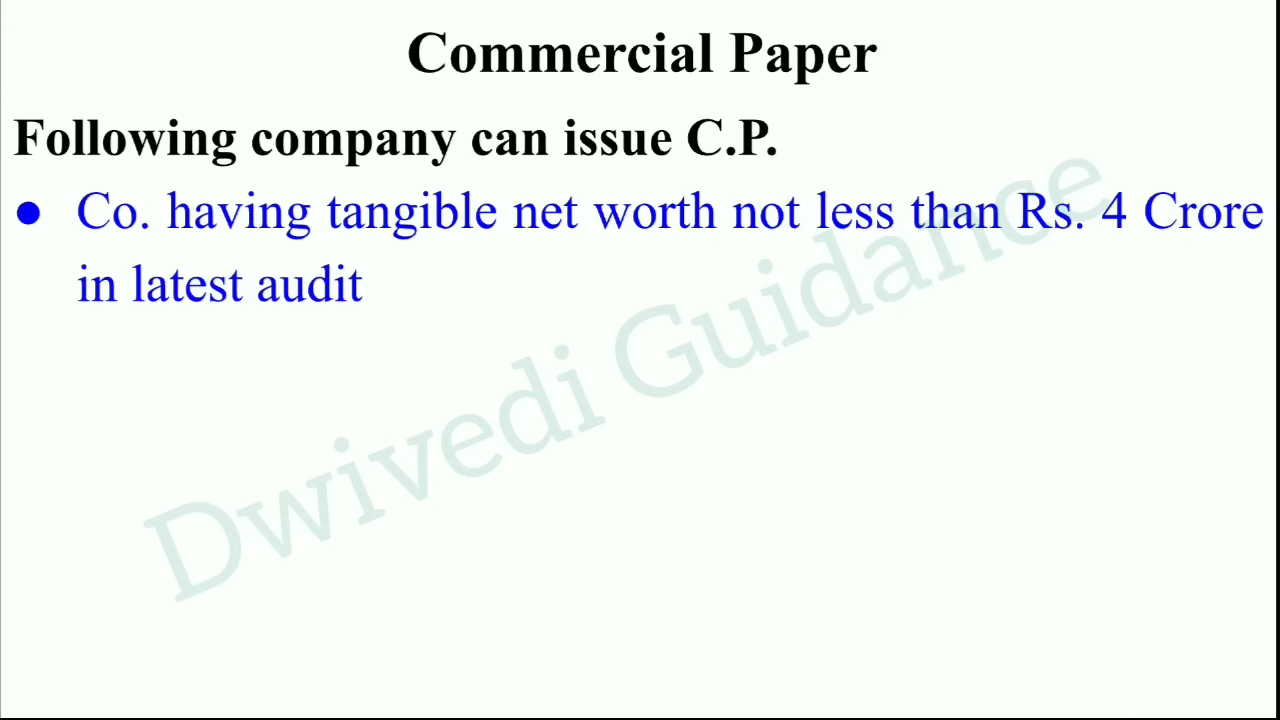 Commercial Paper
Following company can issue C.P.
● Co. having tangible net worth not less than Rs. 4 Crore
in latest audit
Dwivedi Guidance